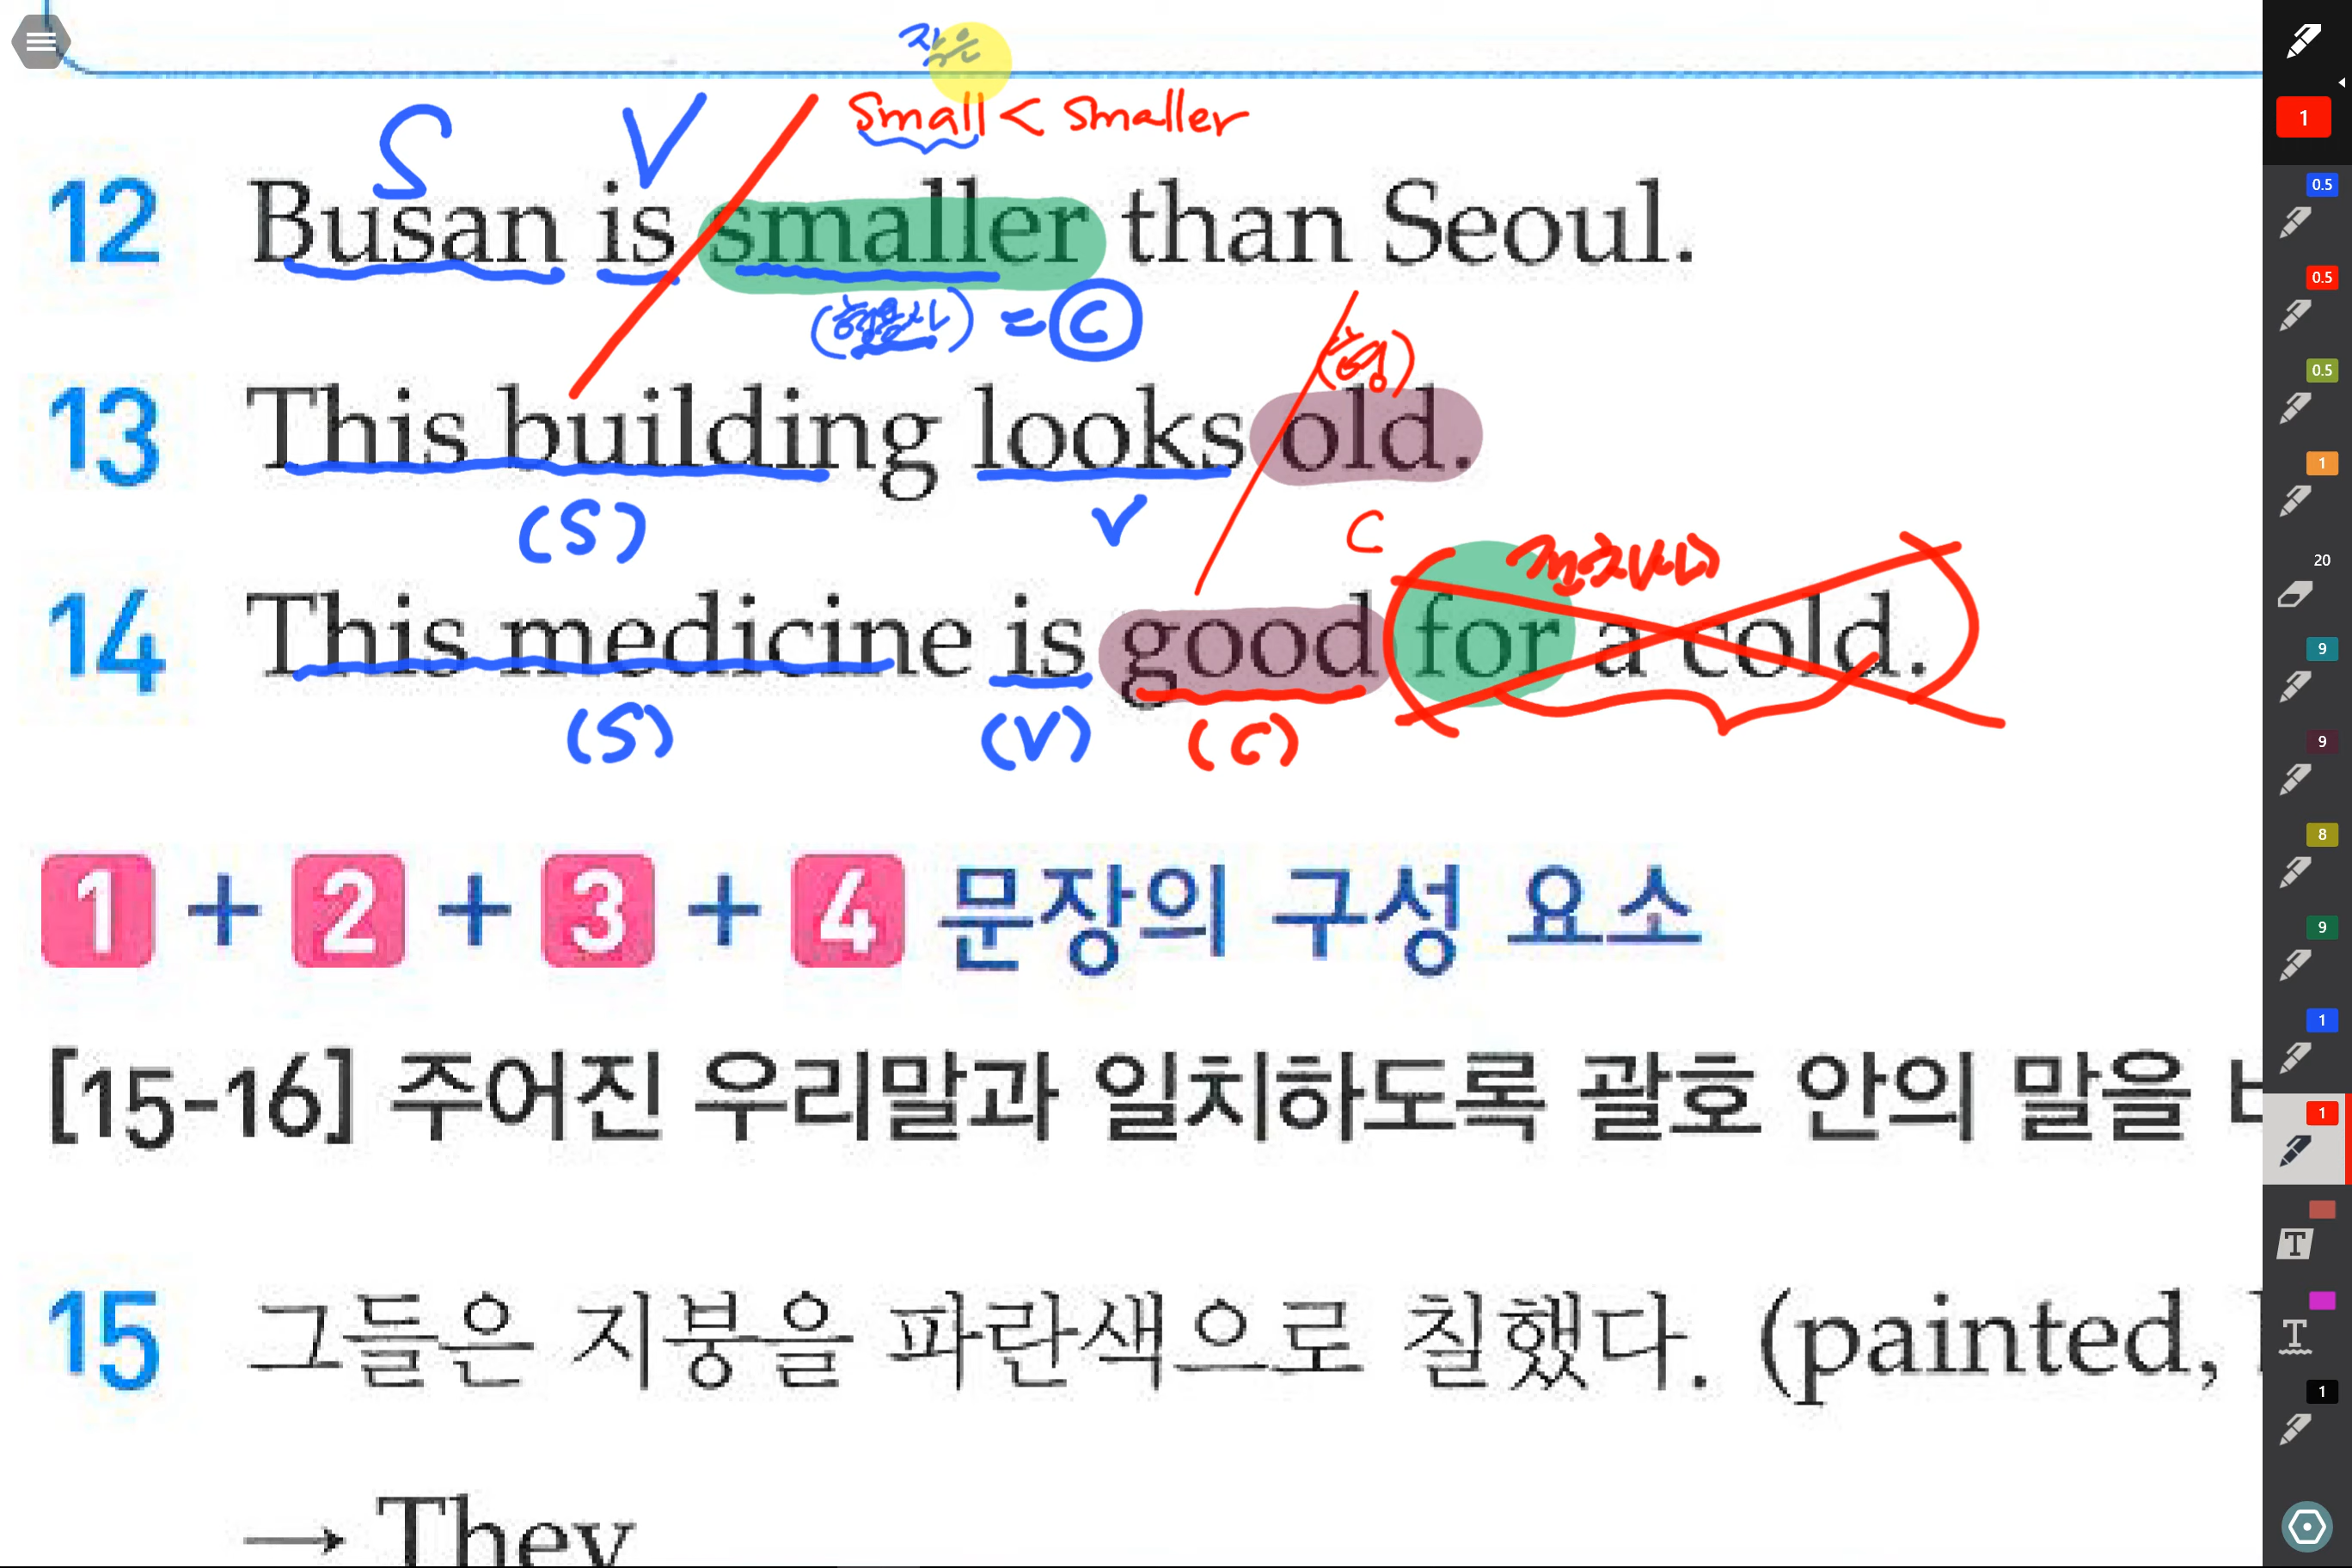 작은
S V small < smaller
12 Busan is smaller than Seoul.
(형용사) = C
(형)
13 This building looks old.
(S) V C
전치사
14 This medicine is good for a cold.
(S) (V) (C)
1 + 2 + 3 + 4 문장의 구성 요소
[15-16] 주어진 우리말과 일치하도록 괄호 안의 말을
15 그들은 지붕을 파란색으로 칠했다. (painted,
→ They
1
0.5
0.5
0.5
1
20
9
9
8
9
1
1
T
T
1